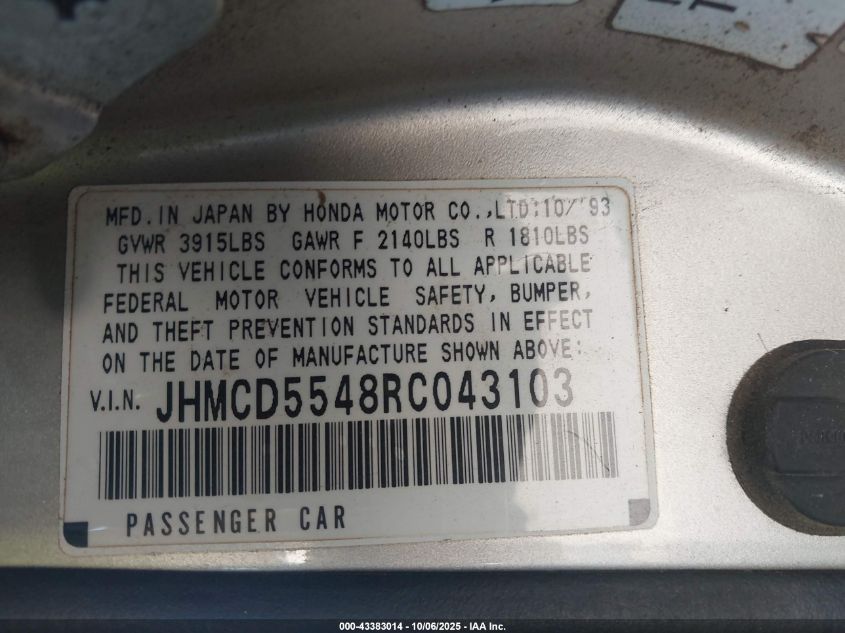 MFD. IN JAPAN BY HONDA MOTOR CO., LTD: 10/'93
GVWR 3915LBS GAWR F 2140LBS R 1810LBS
THIS VEHICLE CONFORMS TO ALL APPLICABLE
FEDERAL MOTOR VEHICLE SAFETY, BUMPER,
AND THEFT PREVENTION STANDARDS IN EFFECT
ON THE DATE OF MANUFACTURE SHOWN ABOVE:
V.I.N. JHMCD5548RC043103
PASSENGER CAR
000-43383014 - 10/06/2025 - IAA Inc.